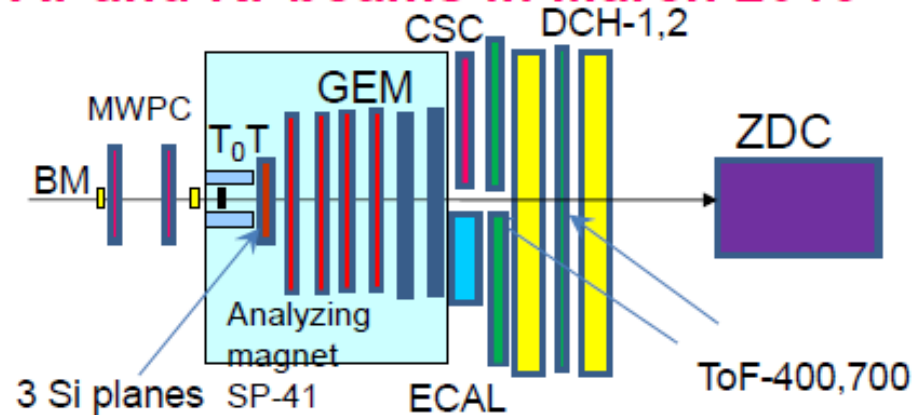 CSC DCH-1,2
MWPC
GEM
ZDC
T₀T
BM
Analyzing
magnet
3 Si planes SP-41
ECAL
ToF-400,700